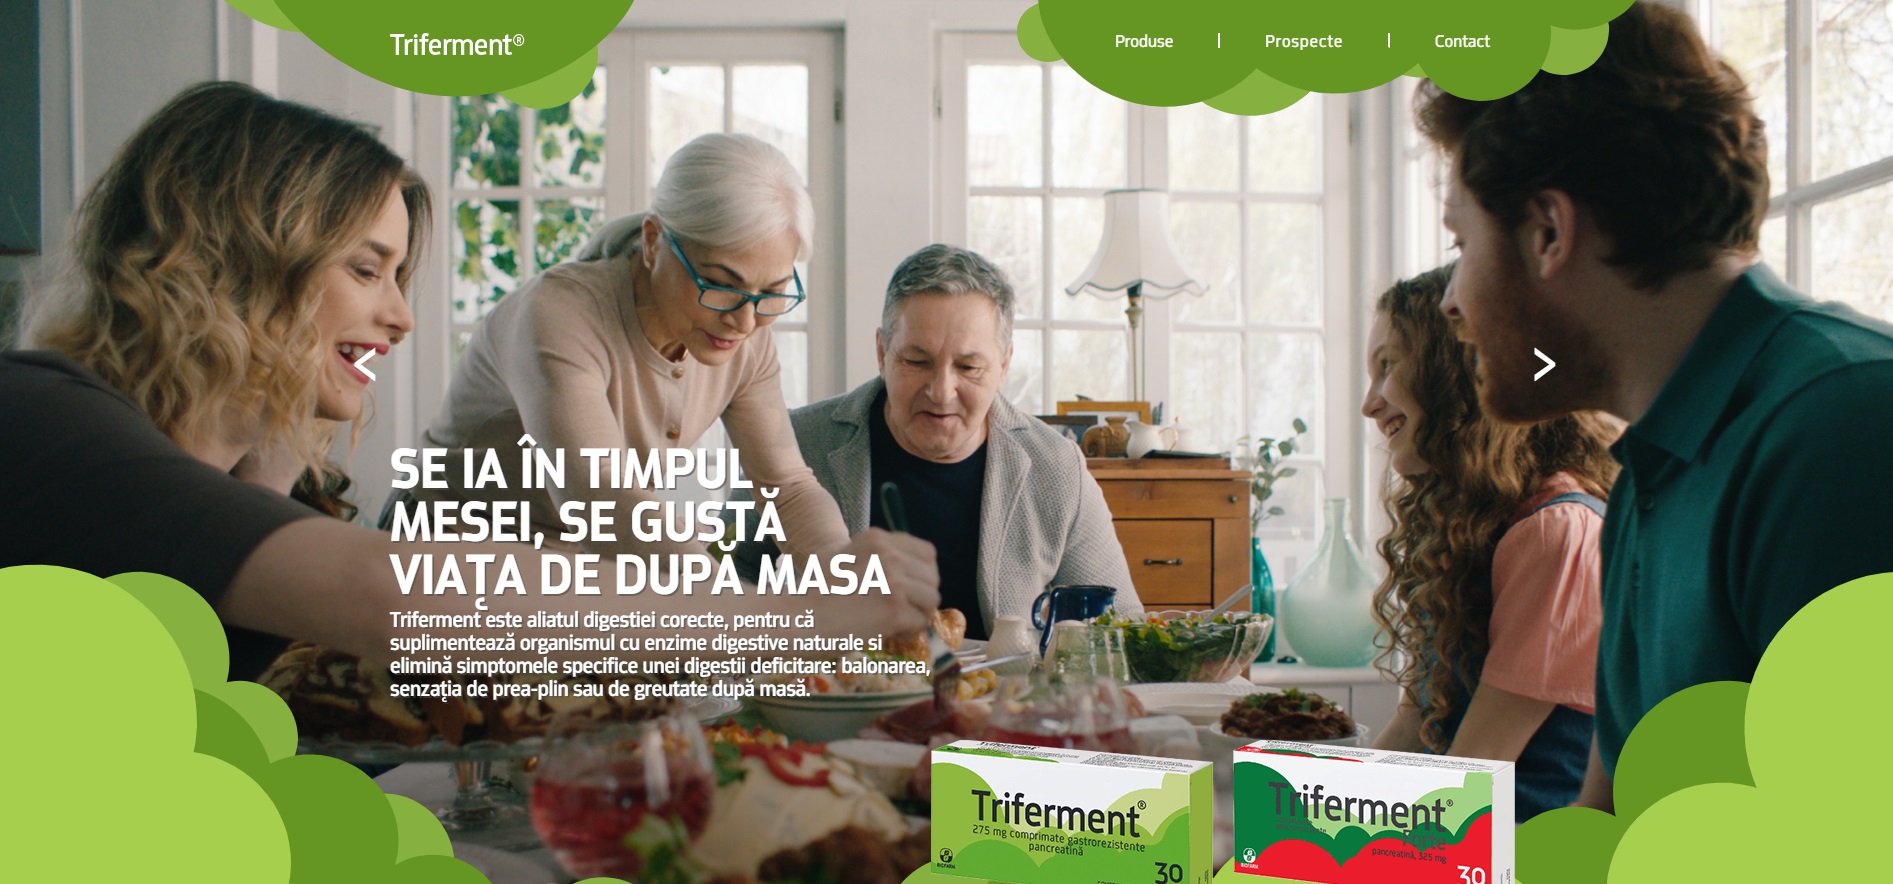 Triferment®
Produse
Prospecte
Contact
SE IA ÎN TIMPUL
MESEI, SE GUSTĂ
VIAȚA DE DUPĂ MASA
Triferment este aliatul digestiei corecte, pentru că
suplimentează organismul cu enzime digestive naturale si
elimină simptomele specifice unei digestii deficitare: balonarea,
senzația de prea-plin sau de greutate după masă.
Triferment®
275 mg comprimate gastrorezistente
pancreatină
BIOFARM
30
Triferment®
Forte
pancreatină, 325 mg
BIOFARM
30